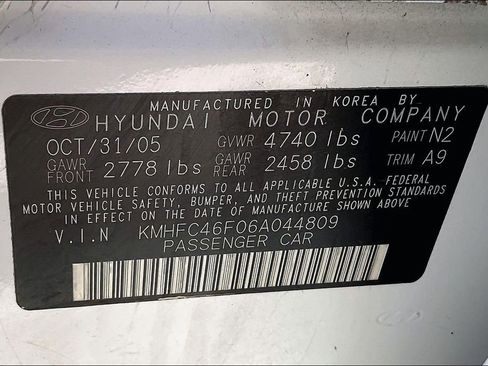 MANUFACTURED IN KOREA BY
HYUNDAI MOTOR COMPANY
OCT/31/05 GVWR 4740 lbs PAINT N2
GAWR FRONT 2778 lbs GAWR REAR 2458 lbs TRIM A9
THIS VEHICLE CONFORMS TO ALL APPLICABLE U.S.A. FEDERAL
MOTOR VEHICLE SAFETY, BUMPER, AND THEFT PREVENTION
STANDARDS IN EFFECT ON THE DATE OF MANUFACTURE SHOWN ABOVE.
V.I.N KMHFC46F06A044809
PASSENGER CAR